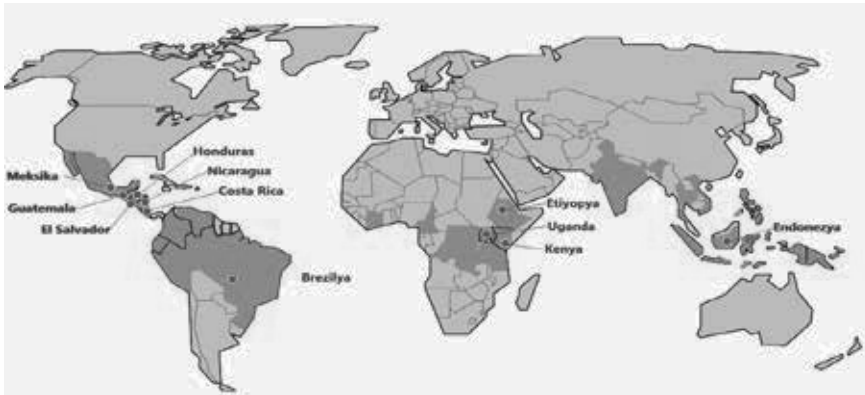 Honduras
Meksika
Nicaragua
Costa Rica
Guatemala
El Salvador
Etiyopya
Uganda
Endonezya
Kenya
Brezilya